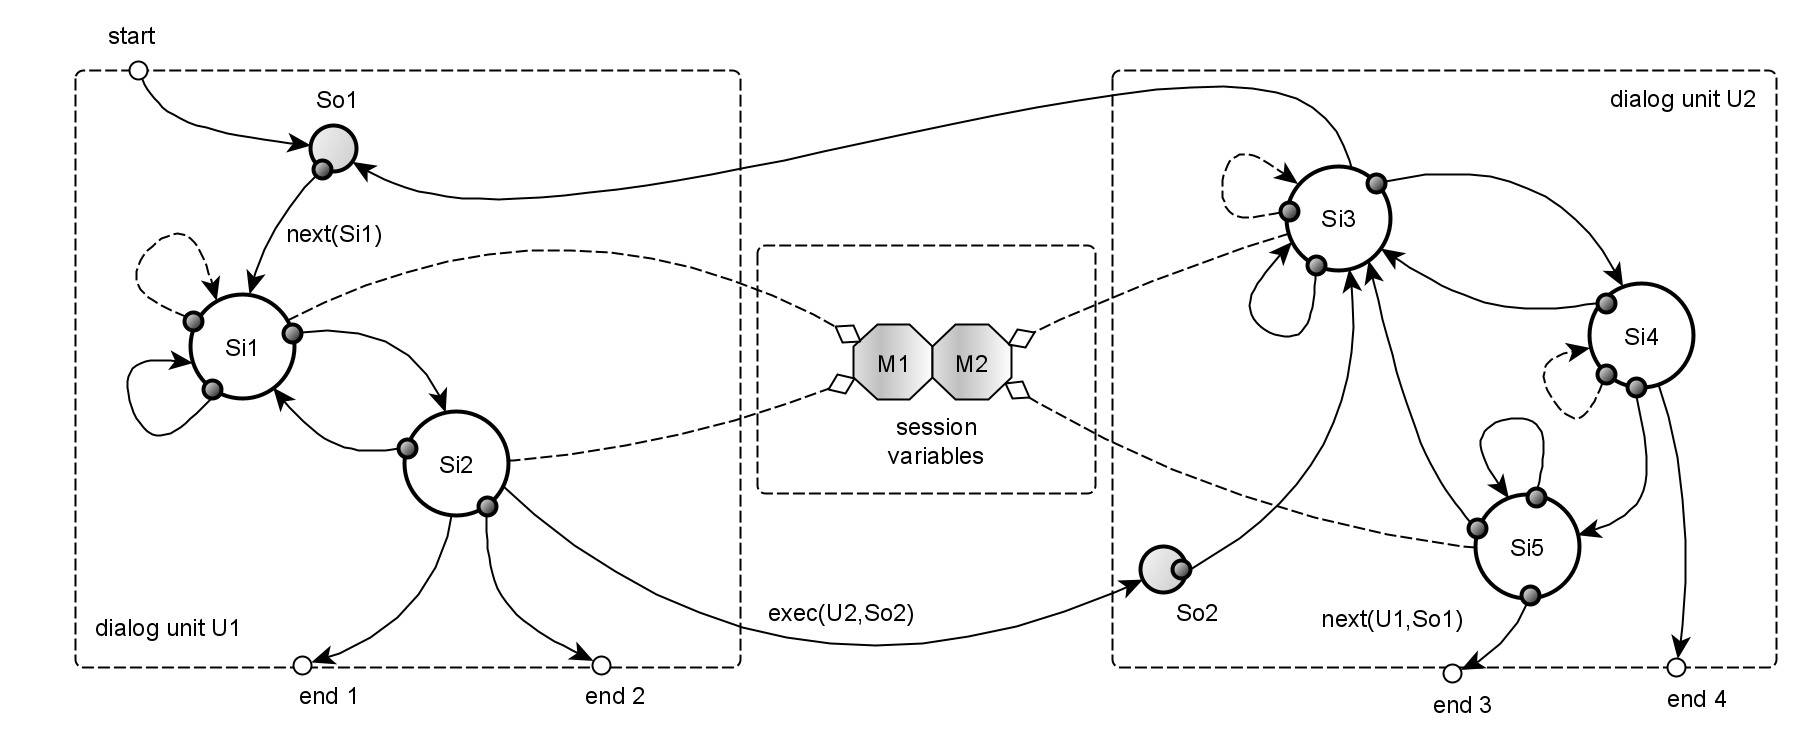 start
So1
dialog unit U2
Si3
next(Si1)
Si1
Si4
M1 M2
session
variables
Si2
Si5
exec(U2,So2)
So2
next(U1,So1)
dialog unit U1
end 1
end 2
end 3
end 4